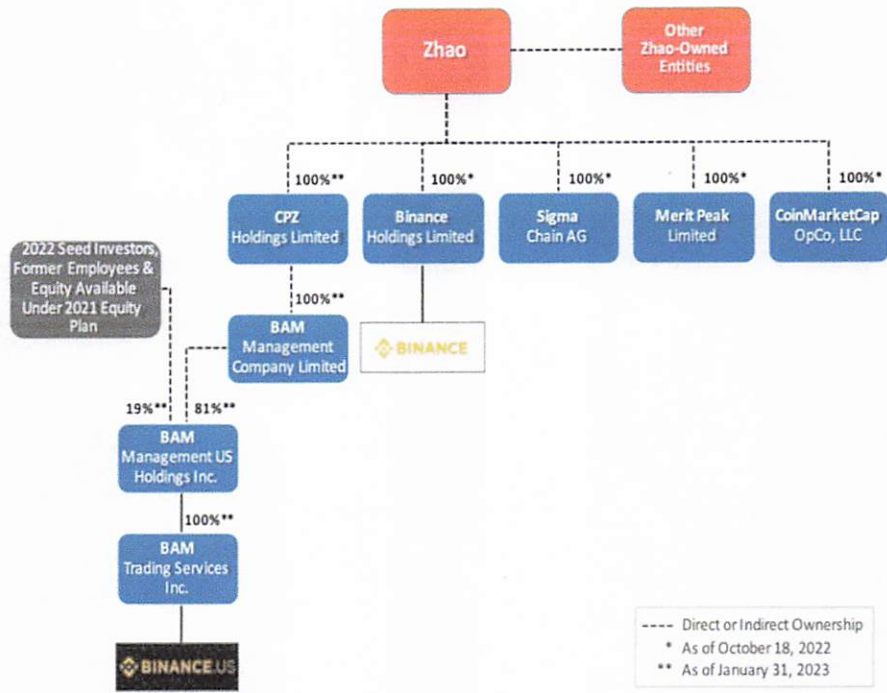 Zhao
Other
Zhao-Owned
Entities
100%**
100%*
100%*
100%*
100%*
CPZ
Holdings Limited
Binance
Holdings Limited
Sigma
Chain AG
Merit Peak
Limited
CoinMarketCap
OpCo, LLC
2022 Seed Investors,
Former Employees &
Equity Available
Under 2021 Equity
Plan
100%**
BAM
Management
Company Limited
BINANCE
19%**
81%**
BAM
Management US
Holdings Inc.
100%**
BAM
Trading Services
Inc.
BINANCE.US
---- Direct or Indirect Ownership
* As of October 18, 2022
** As of January 31, 2023